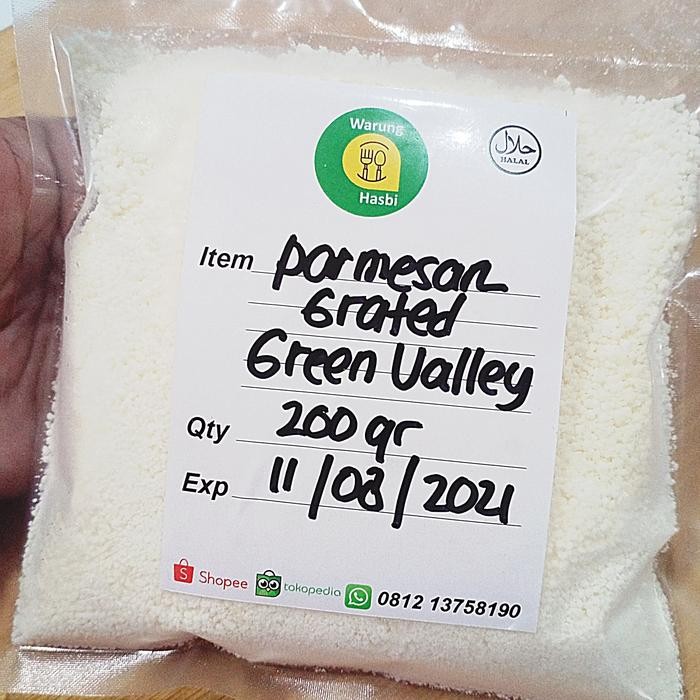 Warung
Hasbi
حلال
HALAL
Item parmesan
Grated
Green Valley
Qty 200 gr
Exp 11/08/2021
Shopee tokopedia 0812 13758190